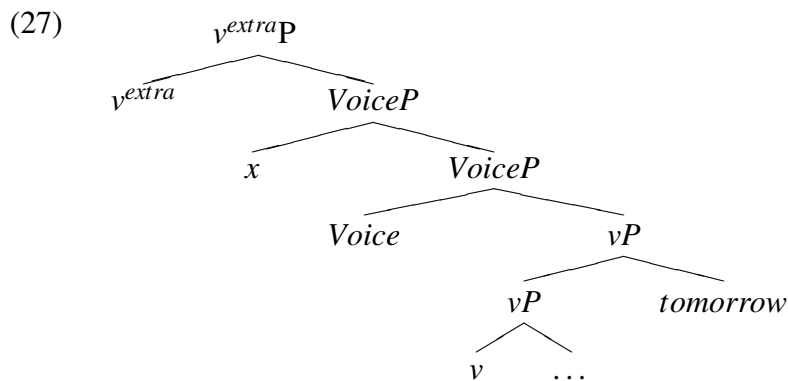 (27)
v^{extra}P
v^{extra} VoiceP
x VoiceP
Voice vP
vP tomorrow
v ...